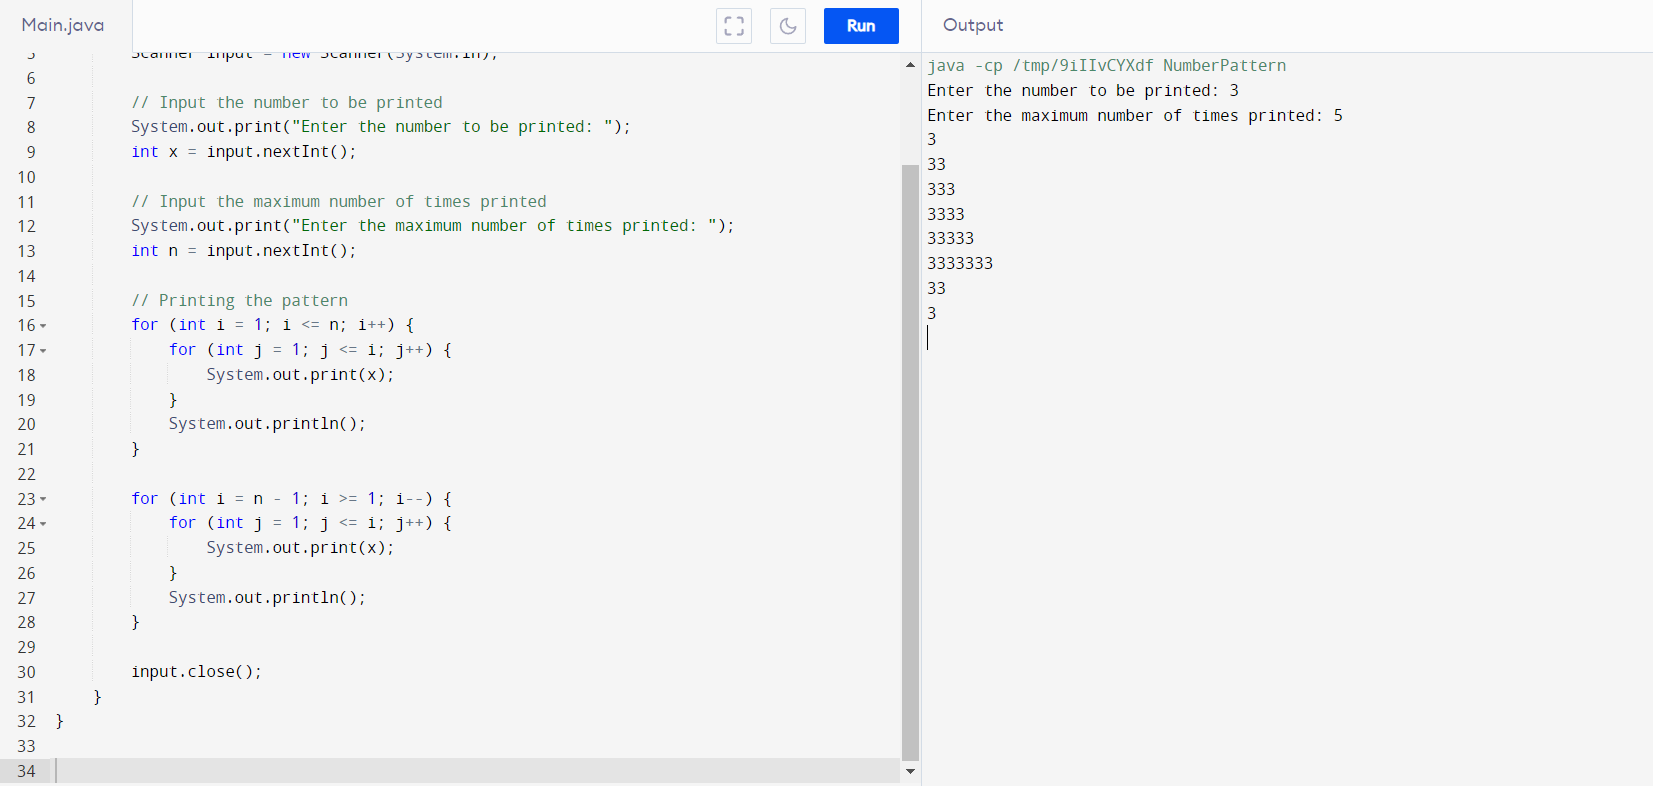 Main.java
Run
Output
5 Scanner input = new Scanner(System.in);
6
7 // Input the number to be printed
8 System.out.print("Enter the number to be printed: ");
9 int x = input.nextInt();
10
11 // Input the maximum number of times printed
12 System.out.print("Enter the maximum number of times printed: ");
13 int n = input.nextInt();
14
15 // Printing the pattern
16 for (int i = 1; i <= n; i++) {
17 for (int j = 1; j <= i; j++) {
18 System.out.print(x);
19 }
20 System.out.println();
21 }
22
23 for (int i = n - 1; i >= 1; i--) {
24 for (int j = 1; j <= i; j++) {
25 System.out.print(x);
26 }
27 System.out.println();
28 }
29
30 input.close();
31 }
32 }
33
34
java -cp /tmp/9iIIvCYXdf NumberPattern
Enter the number to be printed: 3
Enter the maximum number of times printed: 5
3
33
333
3333
33333
3333333
33
3